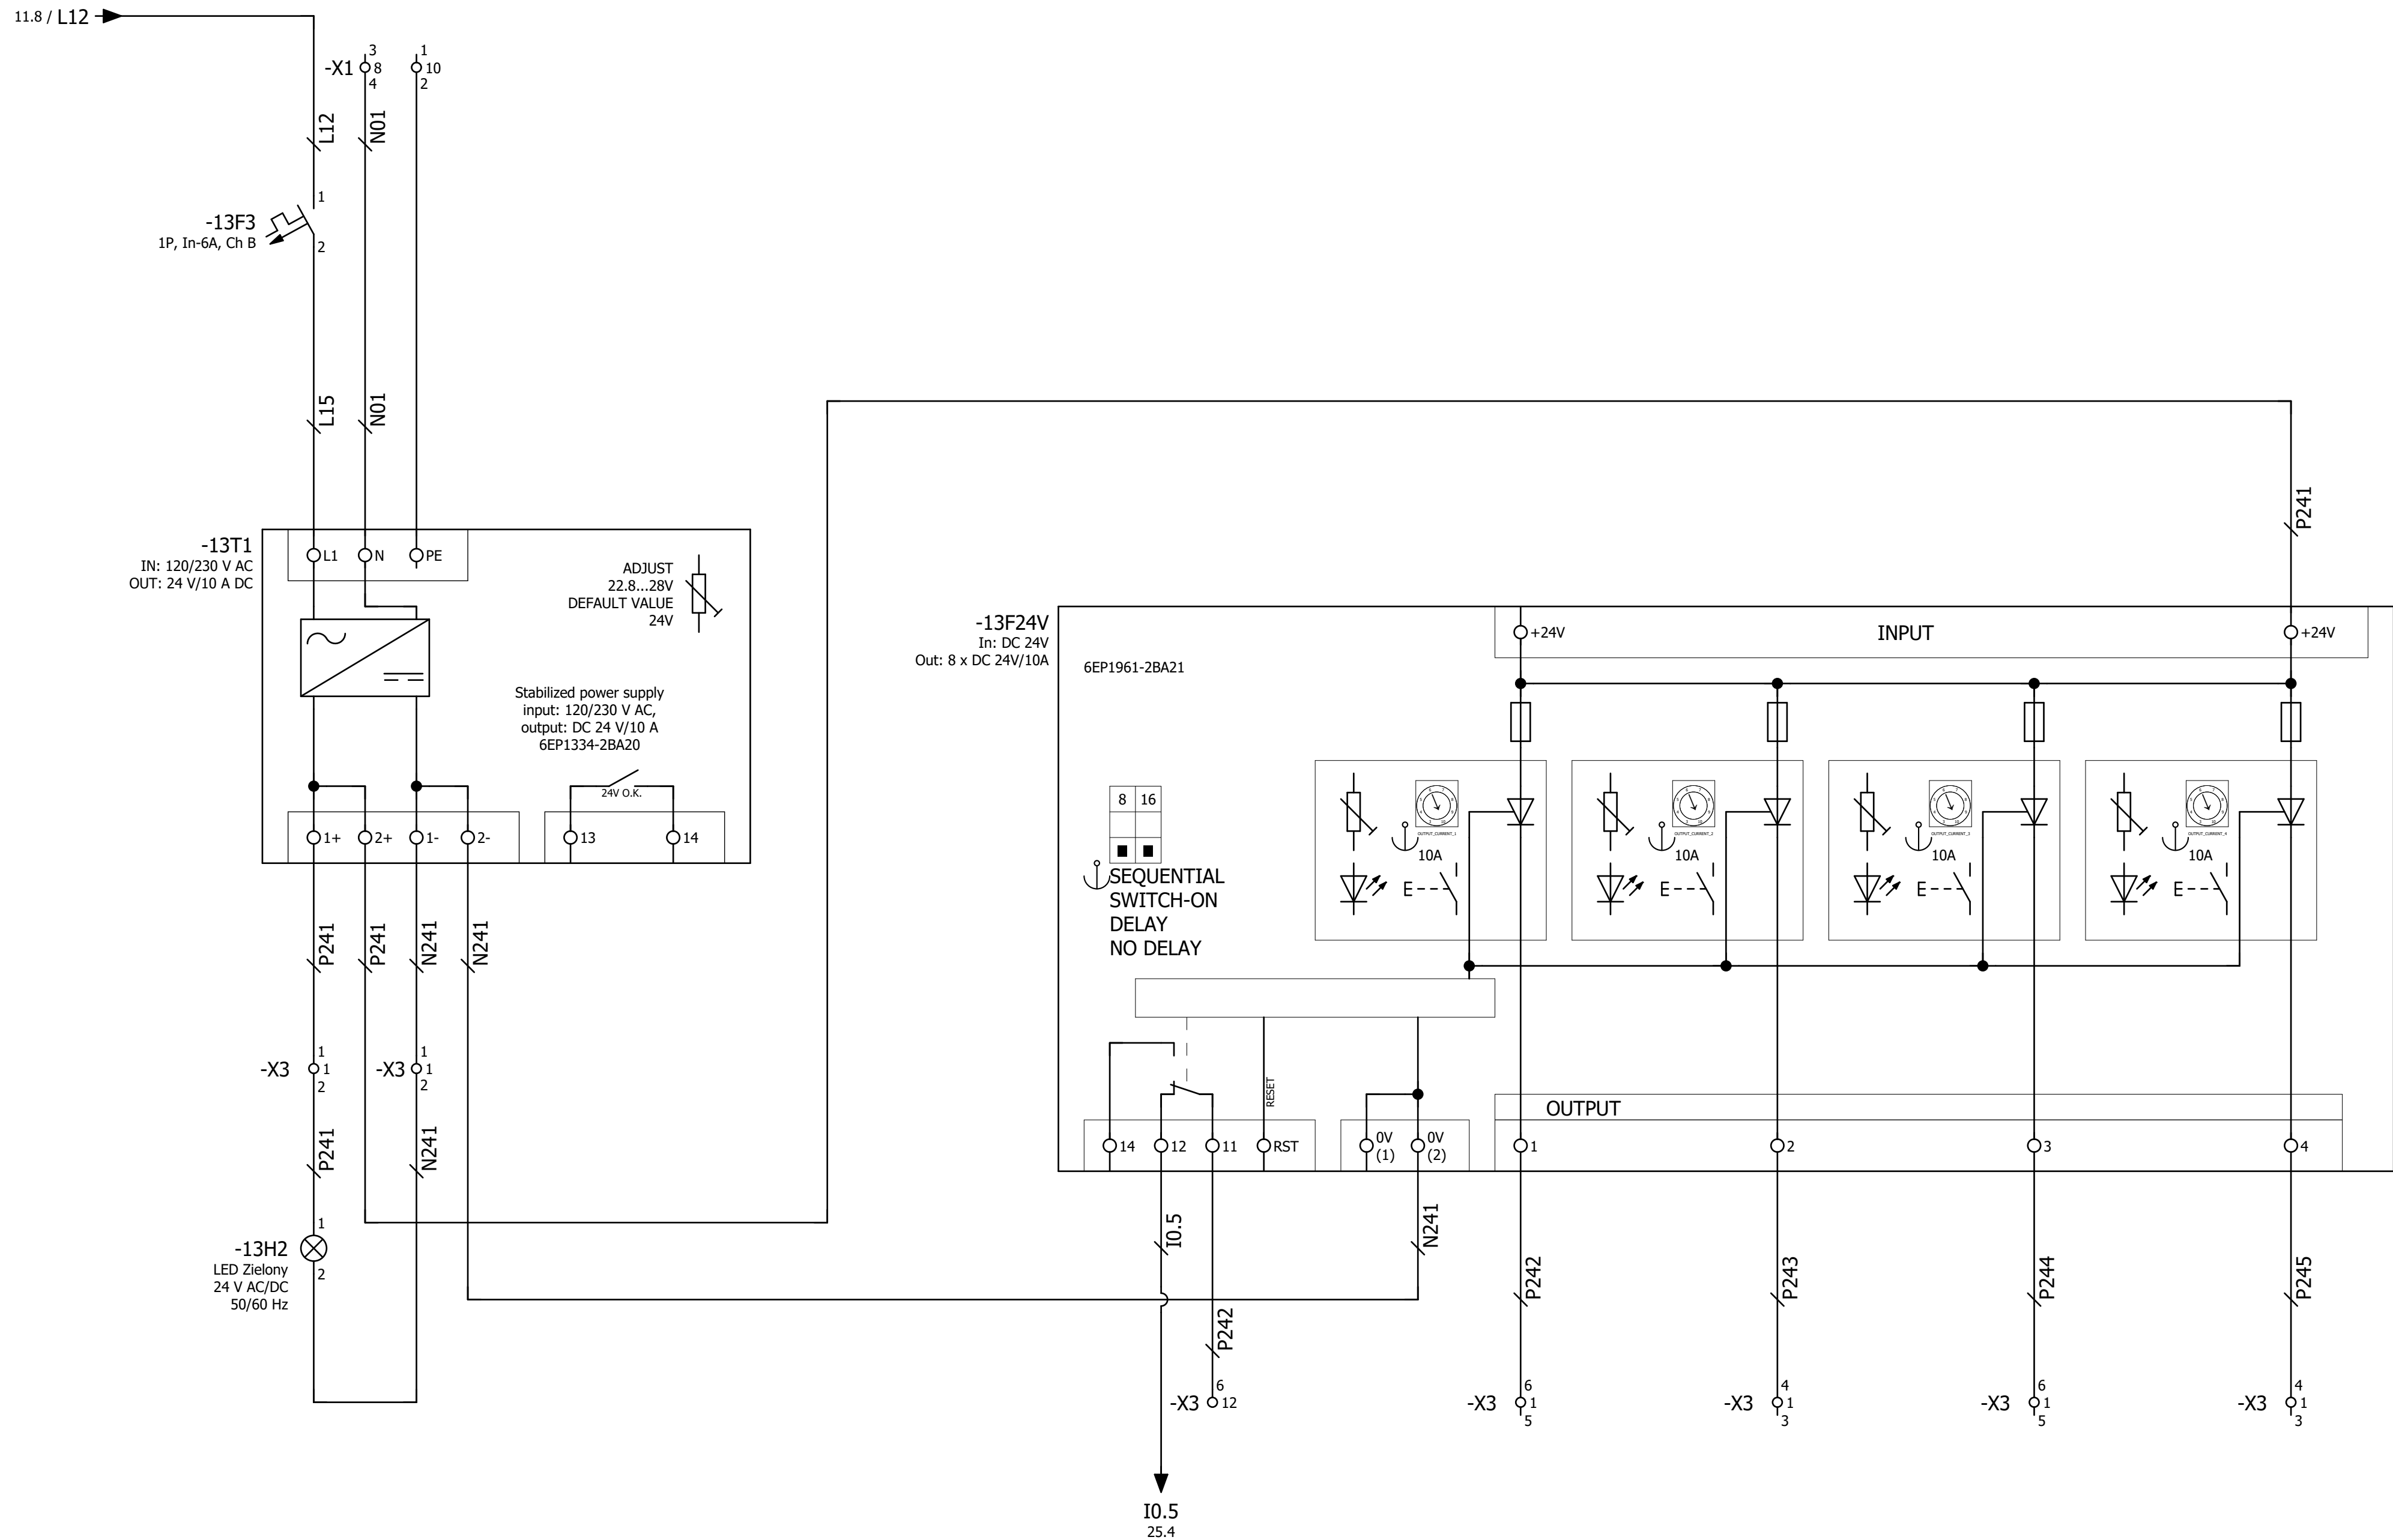 11.8 / L12
-X1
3
8
4
1
10
2
L12
N01
-13F3
1P, In-6A, Ch B
1
2
L15
N01
P241
-13T1
IN: 120/230 V AC
OUT: 24 V/10 A DC
L1
N
PE
ADJUST
22.8...28V
DEFAULT VALUE
24V
Stabilized power supply
input: 120/230 V AC,
output: DC 24 V/10 A
6EP1334-2BA20
24V O.K.
1+
2+
1-
2-
13
14
P241
P241
N241
N241
-X3
1
1
2
-X3
1
1
2
P241
N241
-13H2
LED Zielony
24 V AC/DC
50/60 Hz
1
2
-13F24V
In: DC 24V
Out: 8 x DC 24V/10A
6EP1961-2BA21
+24V
INPUT
+24V
8 16
SEQUENTIAL
SWITCH-ON
DELAY
NO DELAY
OUTPUT_CURRENT_1
10A
OUTPUT_CURRENT_2
10A
OUTPUT_CURRENT_3
10A
OUTPUT_CURRENT_4
10A
RESET
OUTPUT
14
12
11
RST
0V
(1)
0V
(2)
1
2
3
4
I0.5
N241
P242
P242
P243
P244
P245
-X3
6
12
-X3
6
1
5
-X3
4
1
3
-X3
6
1
5
-X3
4
1
3
I0.5
25.4